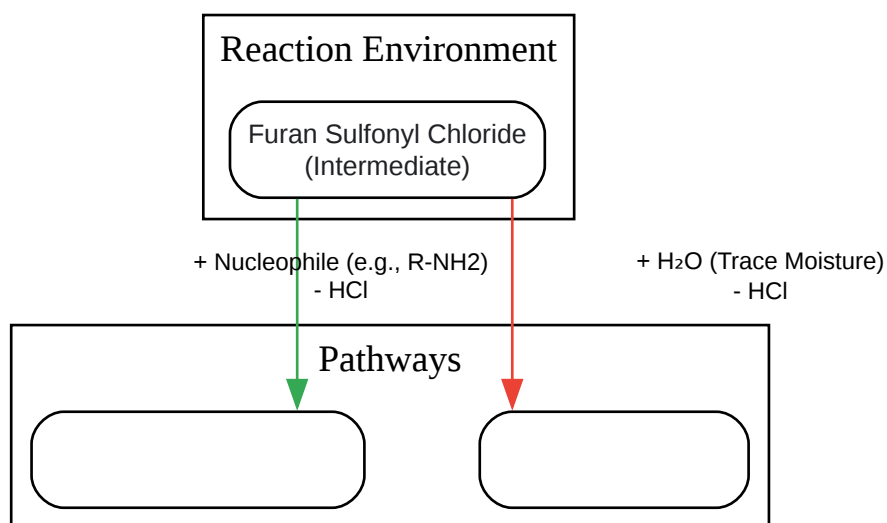 Reaction Environment
Furan Sulfonyl Chloride
(Intermediate)
+ Nucleophile (e.g., R-NH2)
- HCl
+ H₂O (Trace Moisture)
- HCl
Pathways